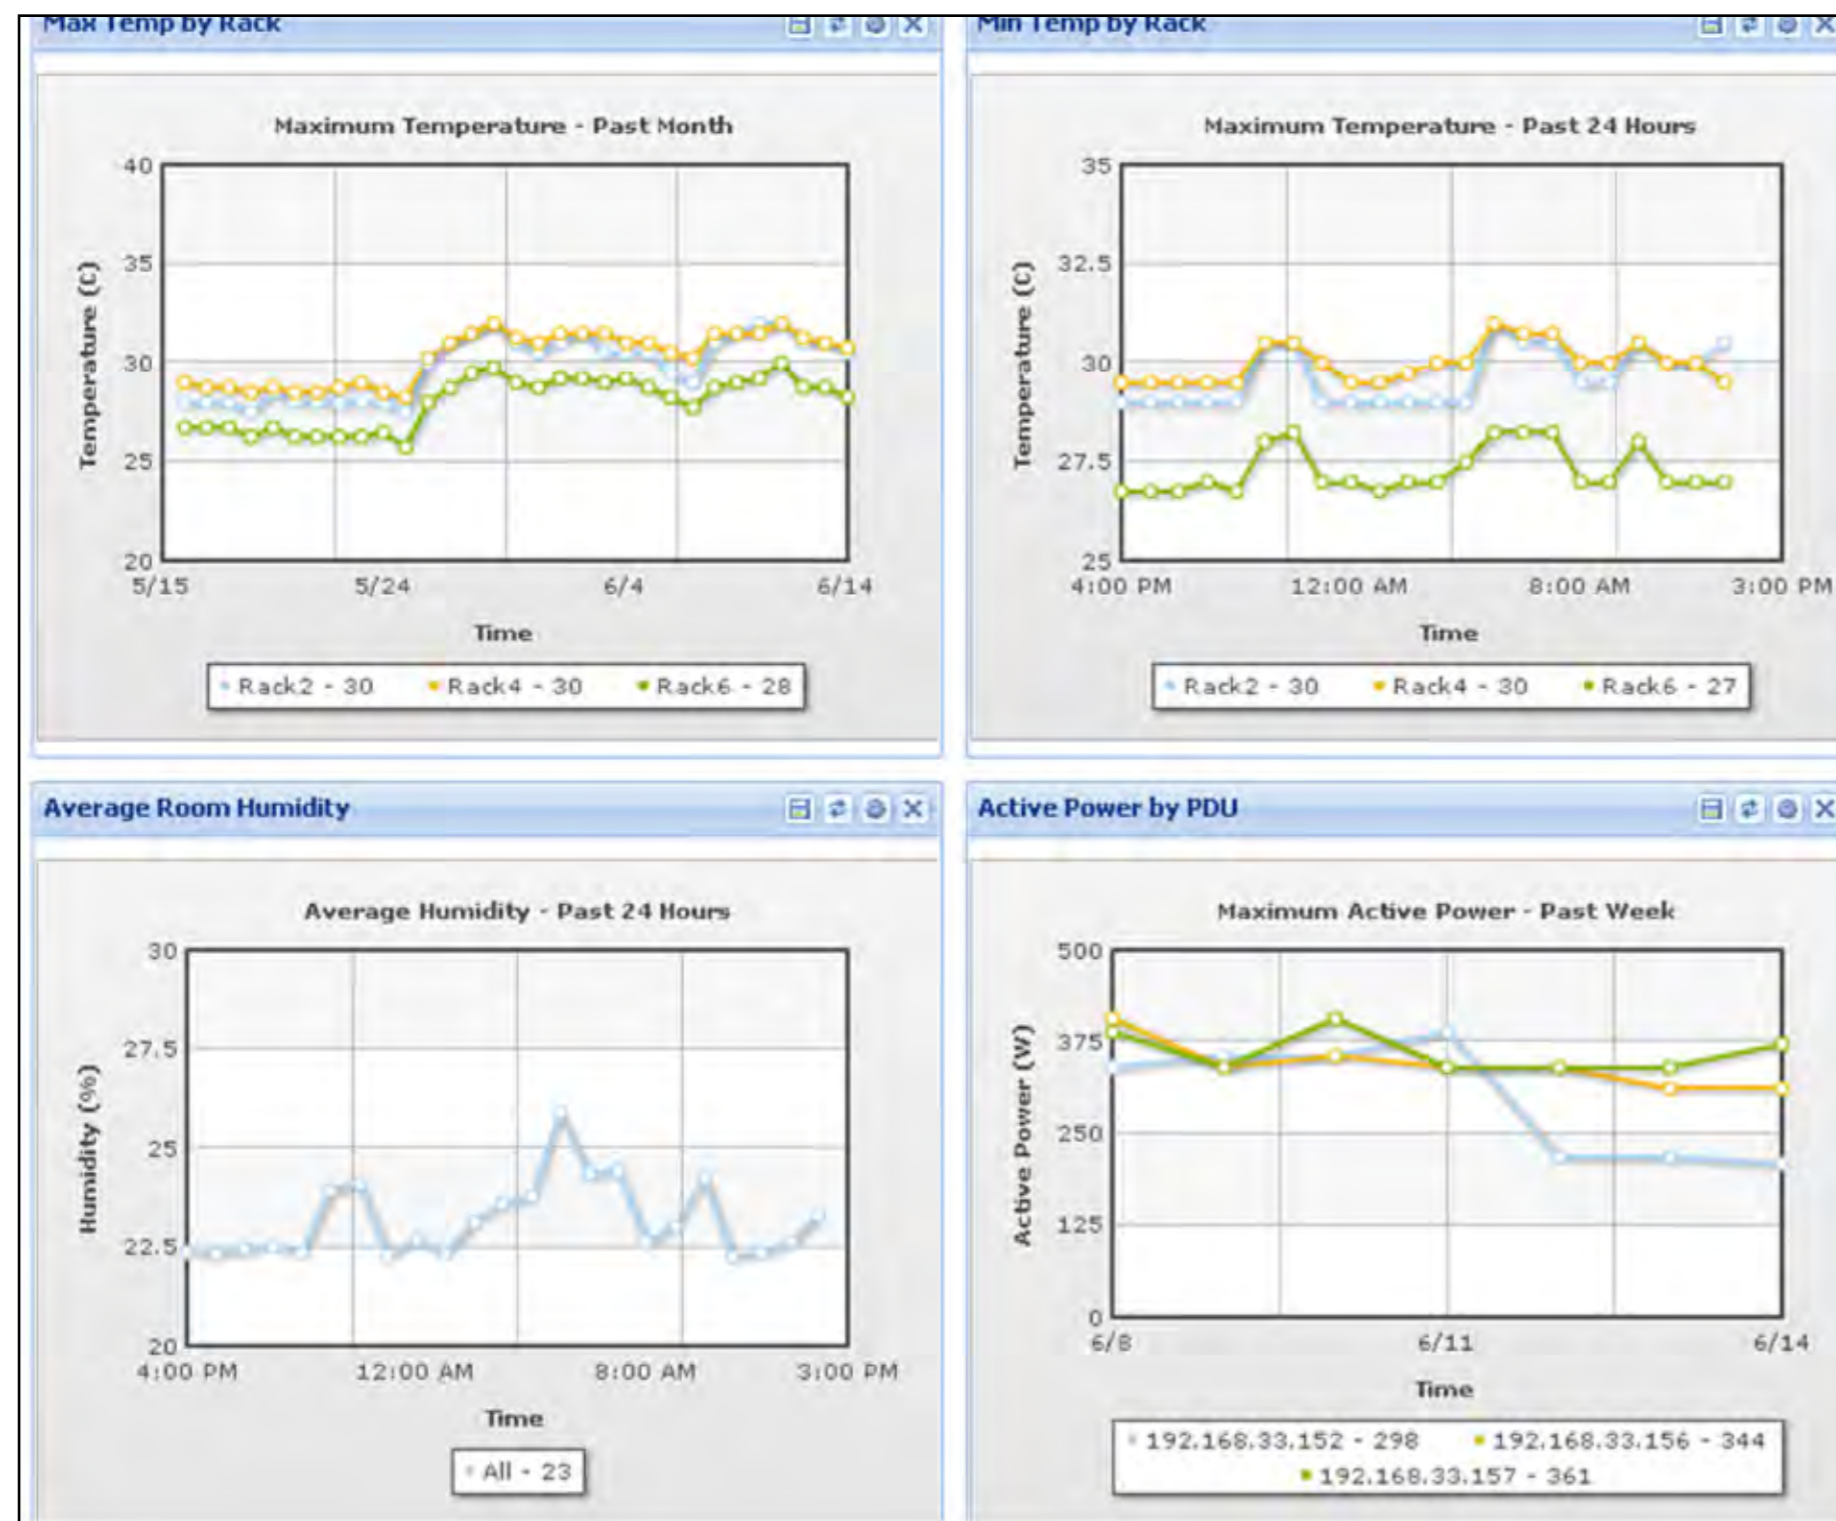 Max Temp by Rack
Maximum Temperature - Past Month
Temperature (C)
40
35
30
25
20
5/15 5/24 6/4 6/14
Time
Rack2 - 30 Rack4 - 30 Rack6 - 28
Min Temp by Rack
Maximum Temperature - Past 24 Hours
Temperature (C)
35
32.5
30
27.5
25
4:00 PM 12:00 AM 8:00 AM 3:00 PM
Time
Rack2 - 30 Rack4 - 30 Rack6 - 27
Average Room Humidity
Average Humidity - Past 24 Hours
Humidity (%)
30
27.5
25
22.5
20
4:00 PM 12:00 AM 8:00 AM 3:00 PM
Time
All - 23
Active Power by PDU
Maximum Active Power - Past Week
Active Power (W)
500
375
250
125
0
6/8 6/11 6/14
Time
192.168.33.152 - 298 192.168.33.156 - 344
192.168.33.157 - 361